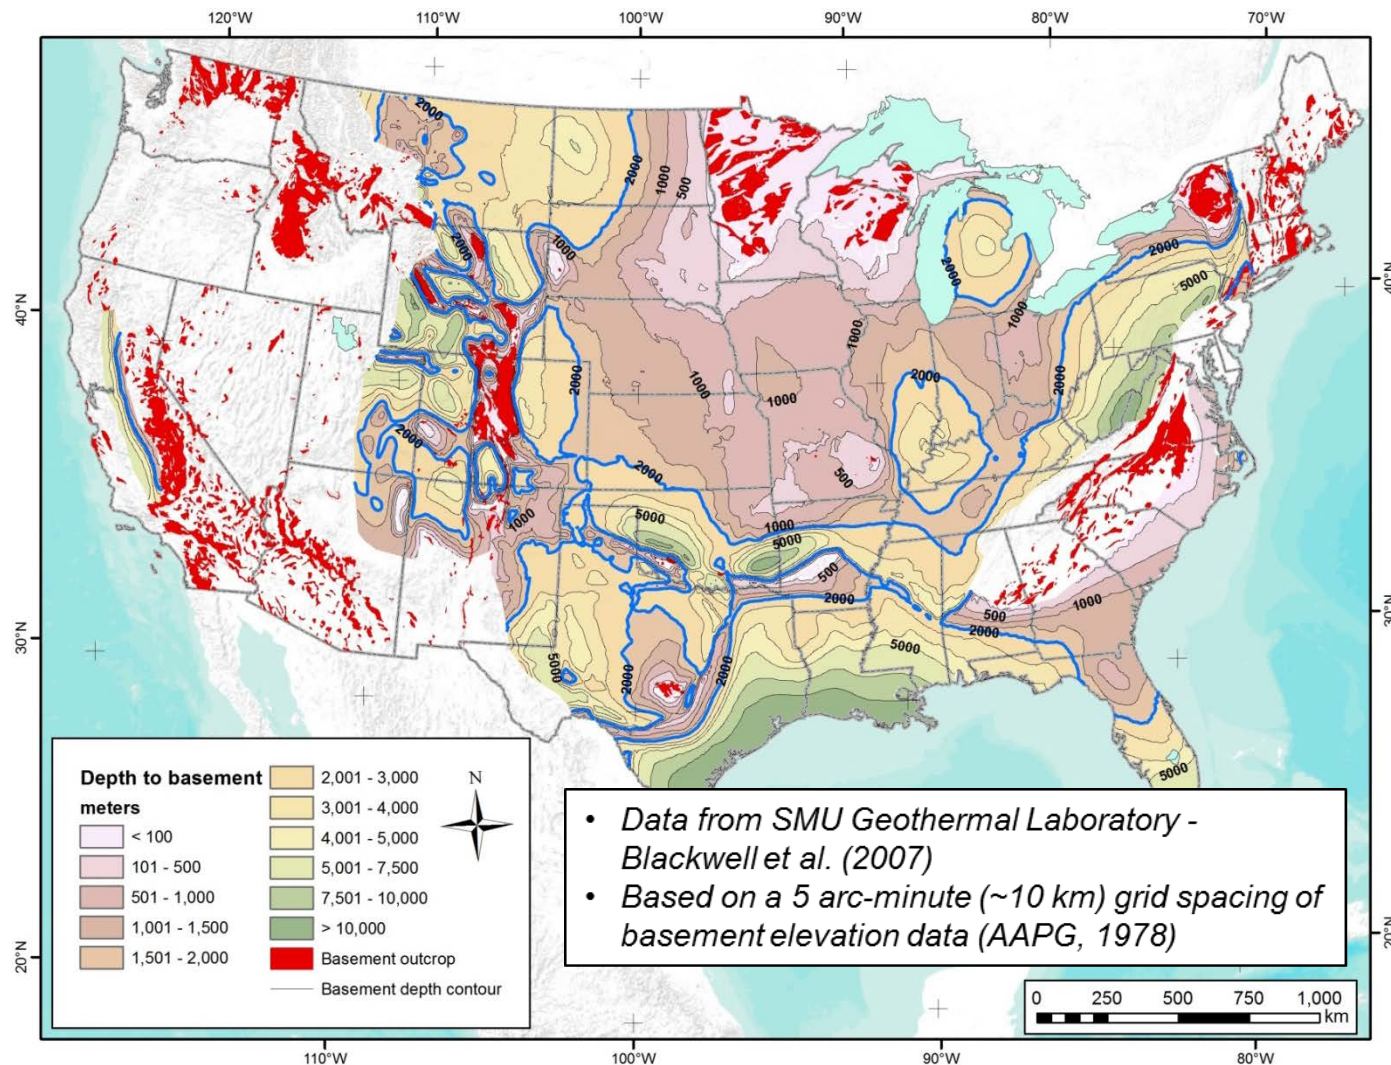 120°W 110°W 100°W 90°W 80°W 70°W
40°N
30°N
20°N
40°N
30°N
20°N
110°W 100°W 90°W 80°W
2000
2000
1000
500
2000
1000
2000
2000
1000
2000
5000
1000
1000
2000
2000
1000
1000
2000
500
2000
1000
5000
1000
5000
500
2000
5000
2000
2000
5000
500
2000
1000
5000
Depth to basement
meters
< 100
101 - 500
501 - 1,000
1,001 - 1,500
1,501 - 2,000
2,001 - 3,000
3,001 - 4,000
4,001 - 5,000
5,001 - 7,500
7,501 - 10,000
> 10,000
Basement outcrop
Basement depth contour
N
• Data from SMU Geothermal Laboratory -
Blackwell et al. (2007)
• Based on a 5 arc-minute (~10 km) grid spacing of
basement elevation data (AAPG, 1978)
0 250 500 750 1,000
km